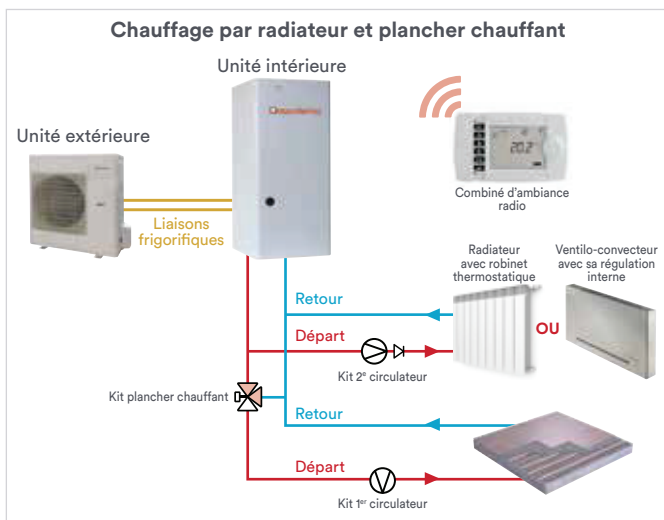 Chauffage par radiateur et plancher chauffant
Unité intérieure
Unité extérieure
Liaisons
frigorifiques
20.2°
Combiné d'ambiance
radio
Radiateur
avec robinet
thermostatique
Ventilo-convecteur
avec sa régulation
interne
OU
Retour
Départ
Kit 2e circulateur
Kit plancher chauffant
Retour
Départ
Kit 1er circulateur